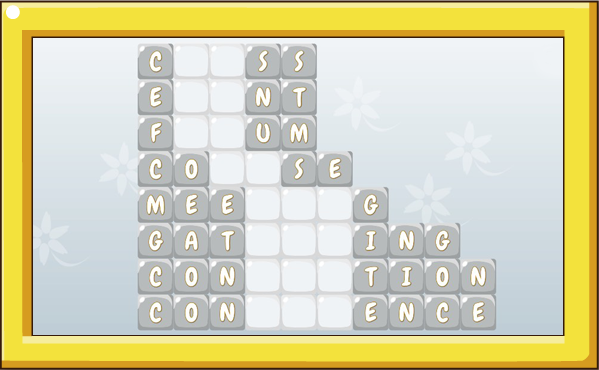 C SS
E NT
F UM
CO SE
MEE G
GAT ING
CON TION
CON ENCE